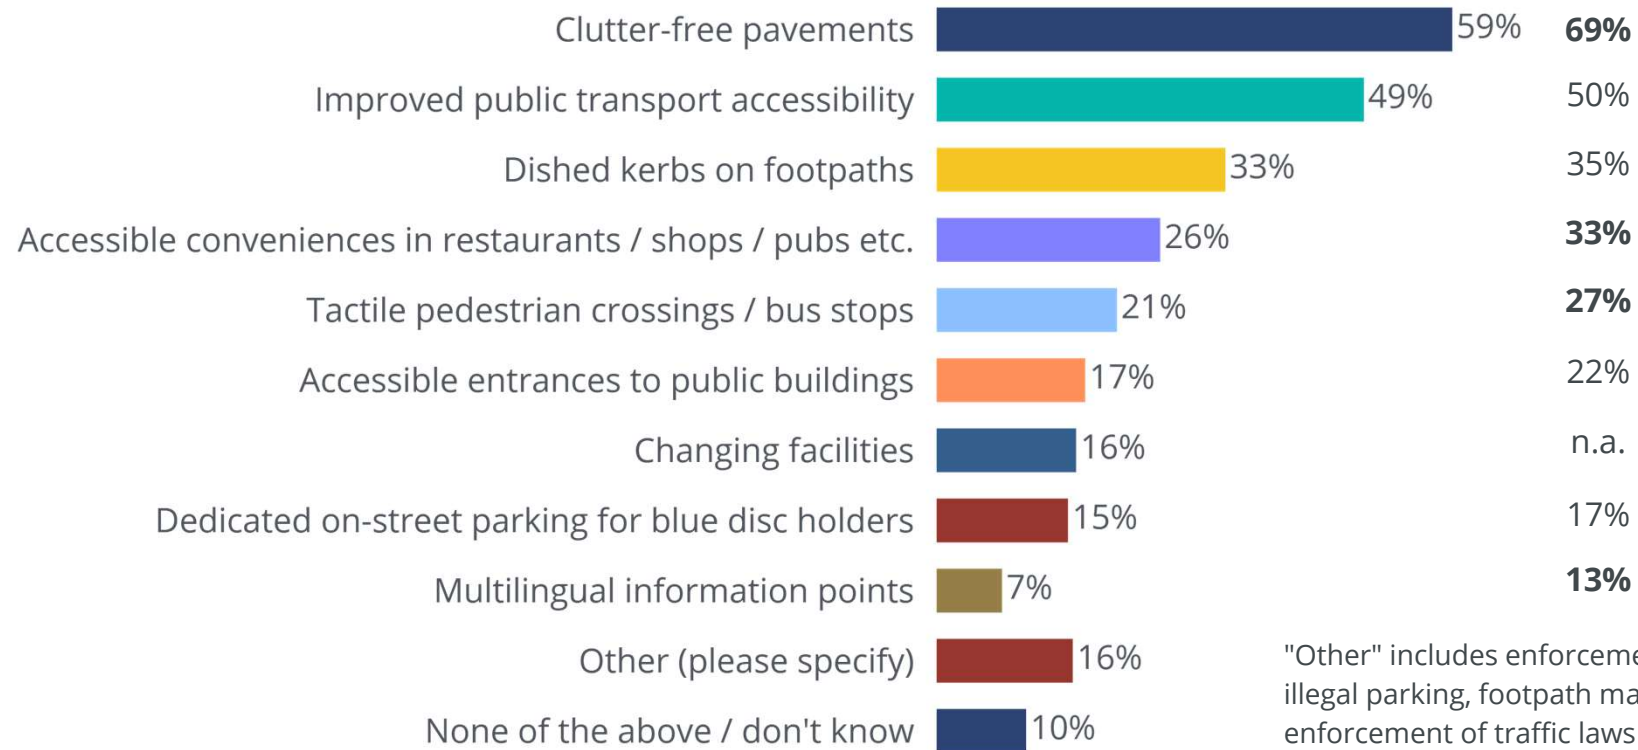 Clutter-free pavements 59% 69%
Improved public transport accessibility 49% 50%
Dished kerbs on footpaths 33% 35%
Accessible conveniences in restaurants / shops / pubs etc. 26% 33%
Tactile pedestrian crossings / bus stops 21% 27%
Accessible entrances to public buildings 17% 22%
Changing facilities 16% n.a.
Dedicated on-street parking for blue disc holders 15% 17%
Multilingual information points 7% 13%
Other (please specify) 16%
"Other" includes
illegal parking, footpath
enforcement of traffic laws
None of the above / don't know 10%